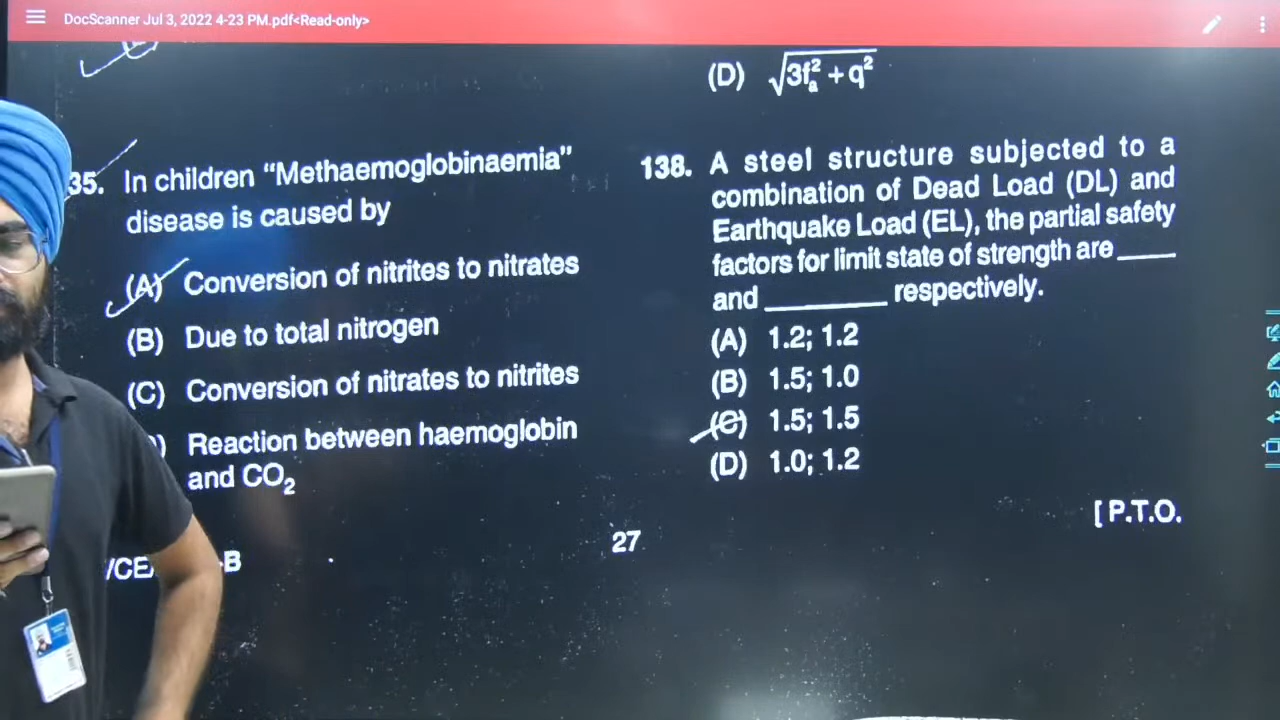 DocScanner Jul 3, 2022 4-23 PM.pdf<Read-only>
35. In children “Methaemoglobinaemia”
disease is caused by
(A) Conversion of nitrites to nitrates
(B) Due to total nitrogen
(C) Conversion of nitrates to nitrites
) Reaction between haemoglobin
and CO₂
/CE
-B
27
(D) √3fₐ² + q²
138. A steel structure subjected to a
combination of Dead Load (DL) and
Earthquake Load (EL), the partial safety
factors for limit state of strength are ____
and ________ respectively.
(A) 1.2; 1.2
(B) 1.5; 1.0
(C) 1.5; 1.5
(D) 1.0; 1.2
[ P.T.O.